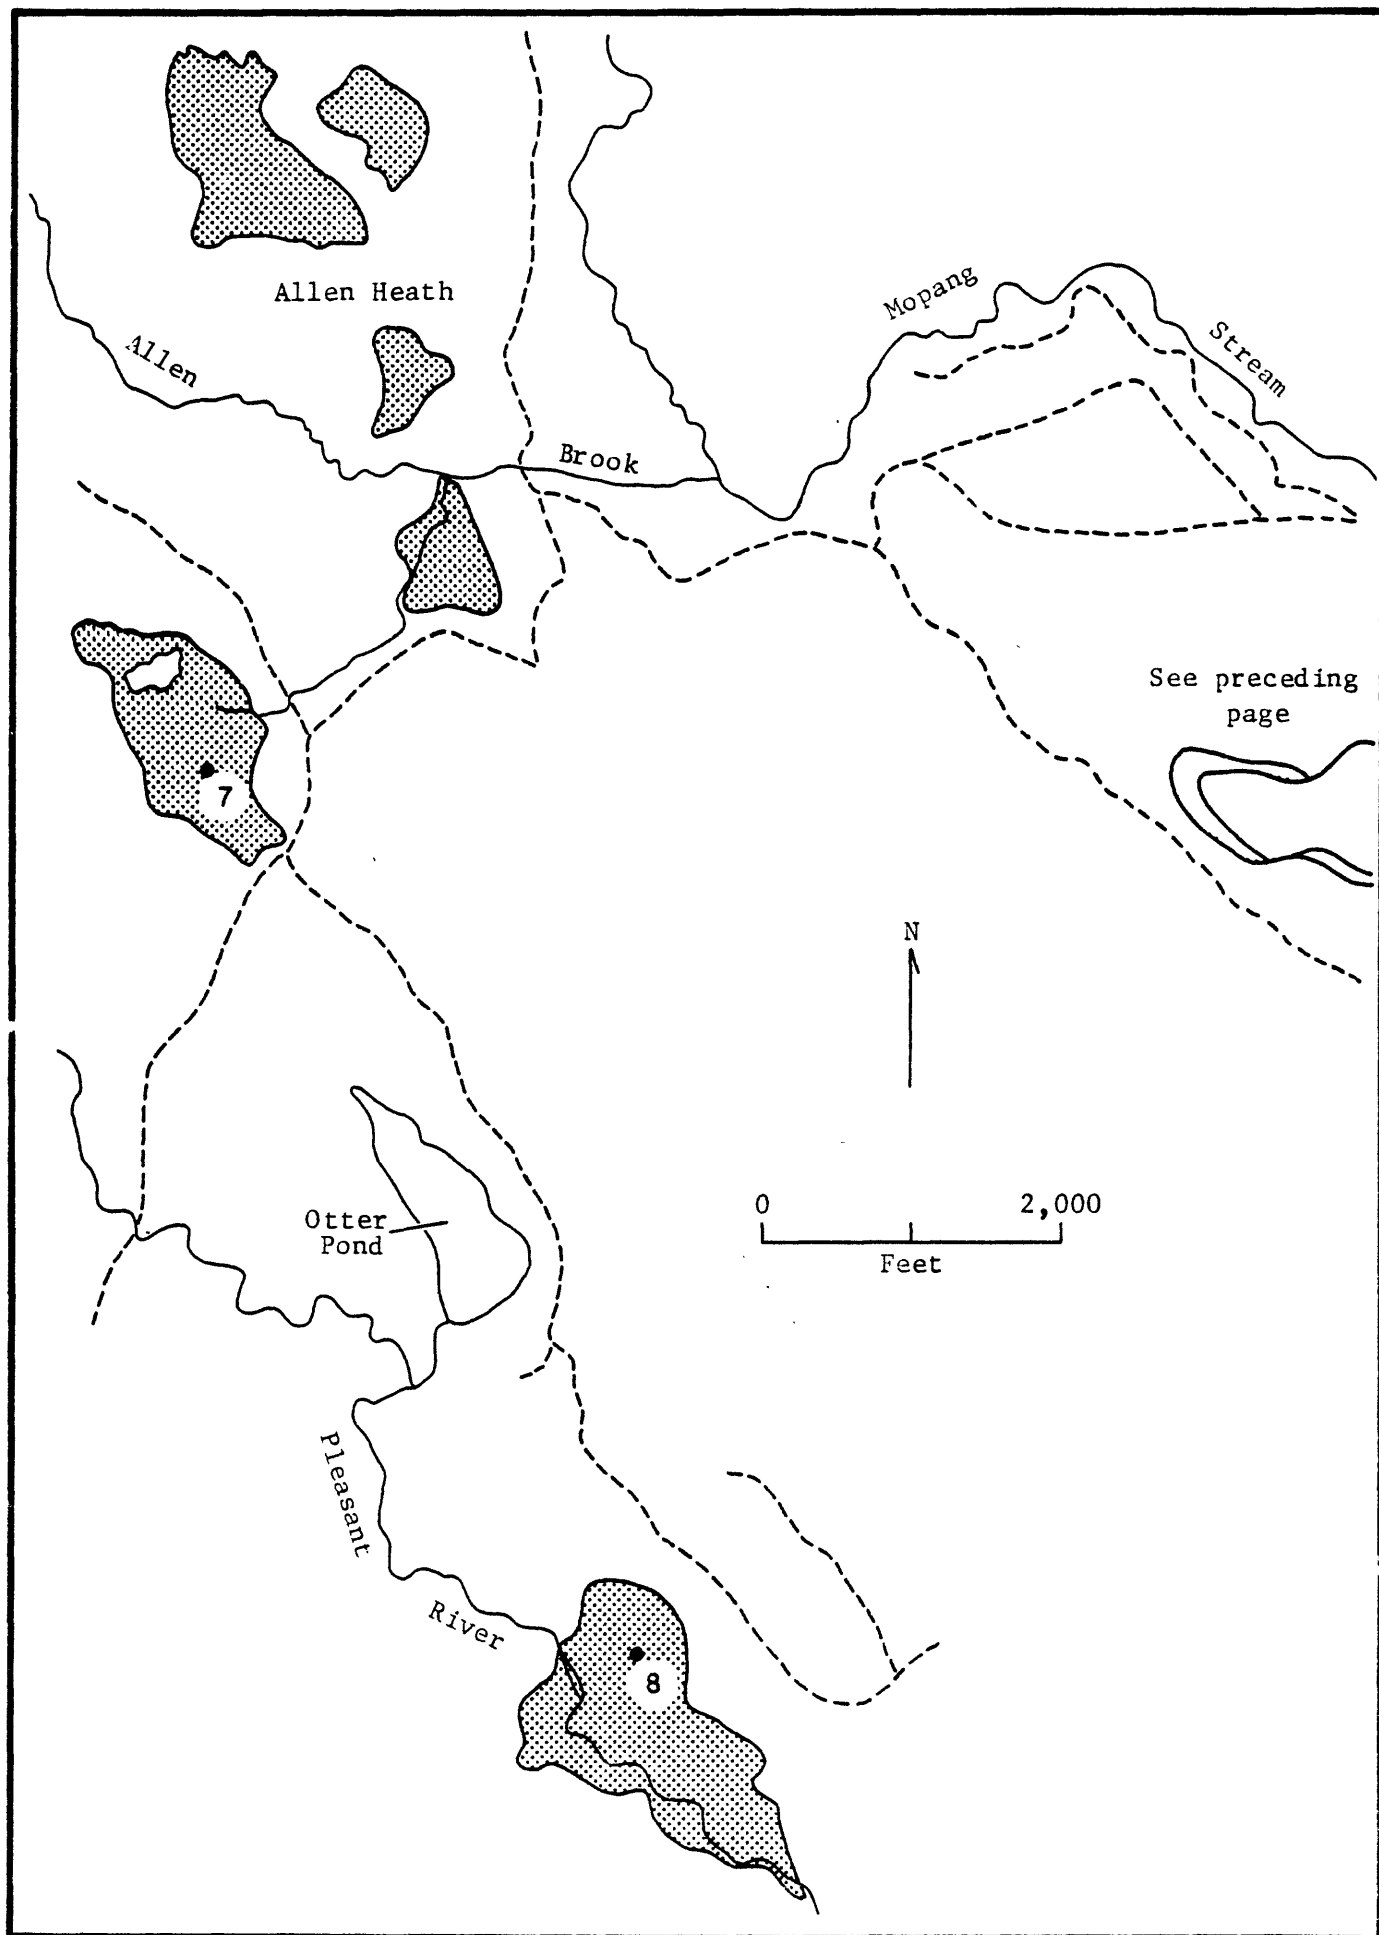 Allen Heath
Allen
Brook
Mopang
Stream
See preceding
page
7
N
0 2,000
Feet
Otter
Pond
Pleasant
River
8